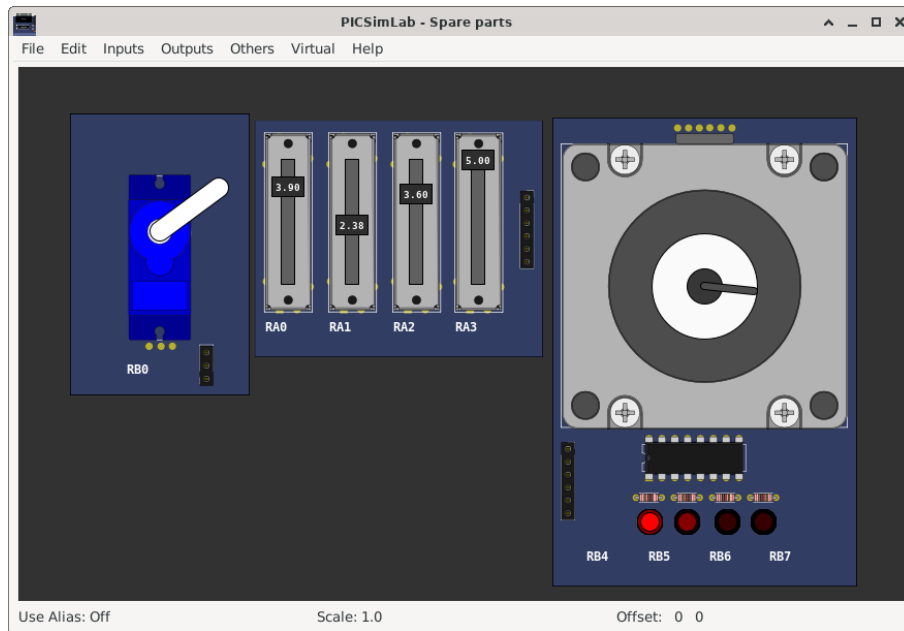 PICSimLab - Spare parts
File Edit Inputs Outputs Others Virtual Help
3.90 2.38 3.60 5.00
RA0 RA1 RA2 RA3
RB0
RB4 RB5 RB6 RB7
Use Alias: Off Scale: 1.0 Offset: 0 0